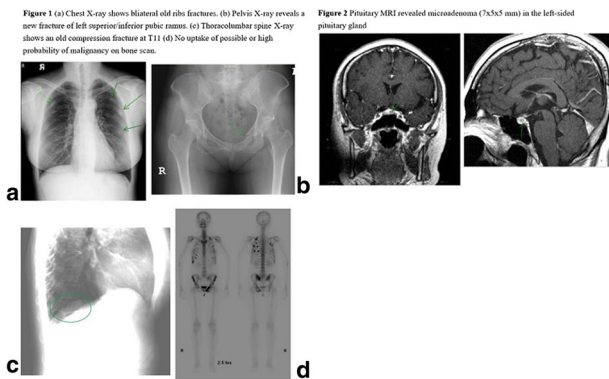 Figure 1 (a) Chest X-ray shows blilateral old ribs fractures. (b) Pelvis X-ray reveals a
new fracture of left superior/inferior pubic ramus. (c) Thoracolumbar spine X-ray
shows an old compression fracture at T11 (d) No uptake of possible or high
probability of malignancy on bone scan.
Figure 2 Pituitary MRI revealed microadenoma (7x5x5 mm) in the left-sided
pituitary gland
R
a
b
c
d